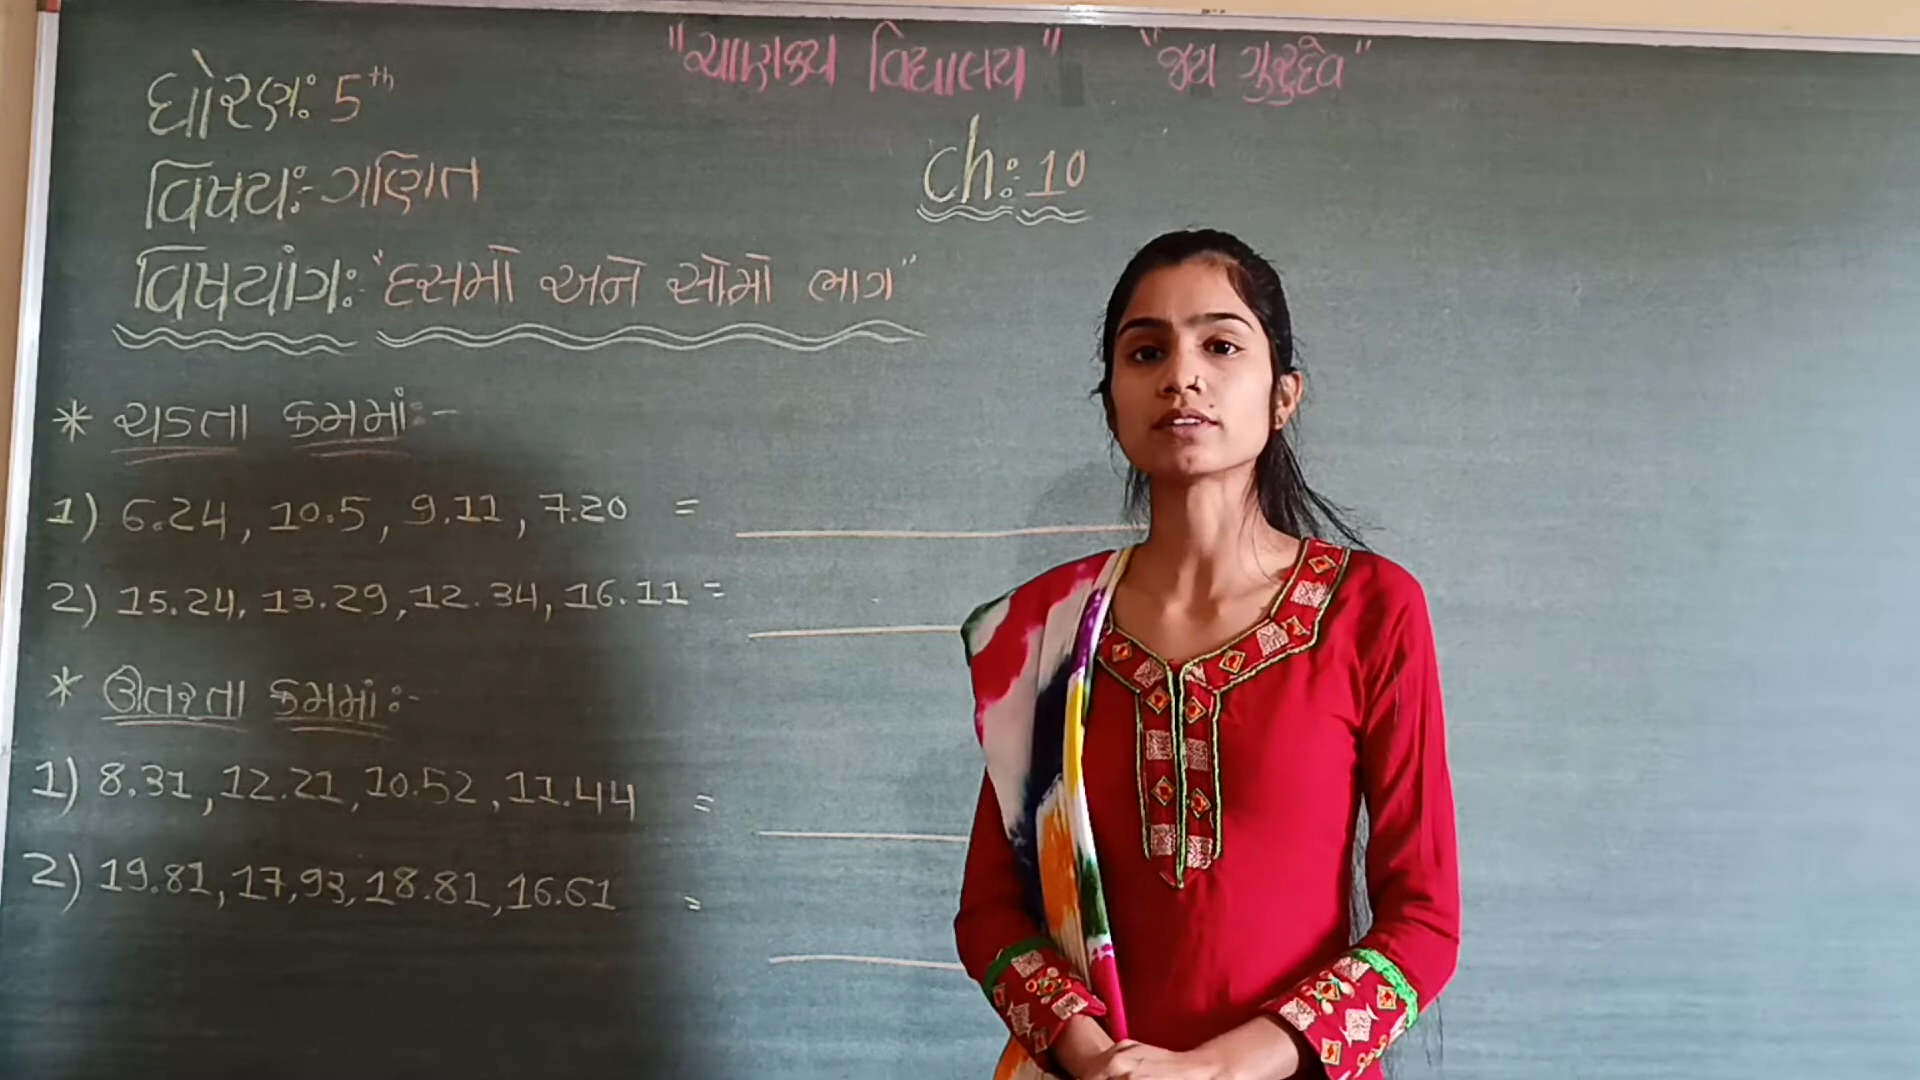 "ચાણક્ય વિદ્યાલય" "જય ગુરુદેવ"
ધોરણ: 5th
ch:- 10
વિષય:- ગણિત
વિષયાંગ: "દસમો અને સોમો ભાગ"
* ચડતા ક્રમમાં:-
1) 6.24, 10.5, 9.11, 7.20 =
2) 15.24, 13.29, 12.34, 16.11 =
* ઉતરતા ક્રમમાં:-
1) 8.31, 12.21, 10.52, 11.44 =
2) 19.81, 17,93, 18.81, 16.61 =